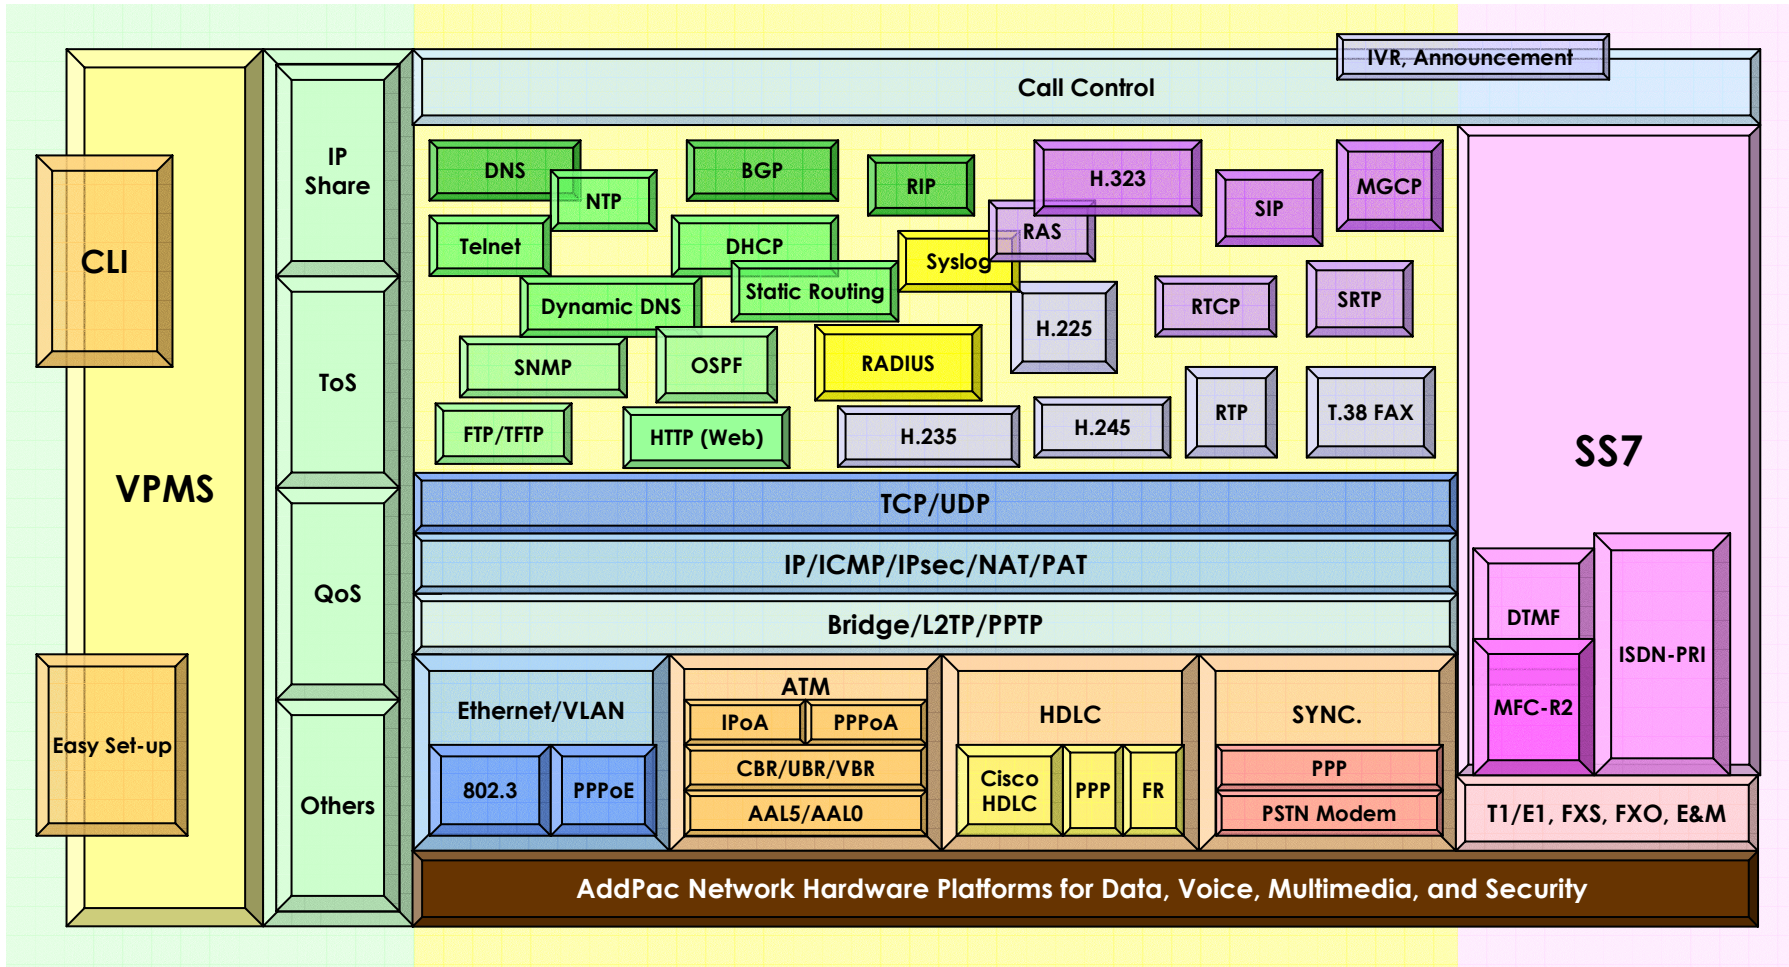 IVR, Announcement
Call Control
CLI
VPMS
Easy Set-up
IP
Share
ToS
QoS
Others
DNS
NTP
BGP
RIP
H.323
SIP
MGCP
Telnet
DHCP
Syslog
RAS
Dynamic DNS
Static Routing
H.225
RTCP
SRTP
SNMP
OSPF
RADIUS
RTP
T.38 FAX
FTP/TFTP
HTTP (Web)
H.235
H.245
TCP/UDP
IP/ICMP/IPsec/NAT/PAT
Bridge/L2TP/PPTP
Ethernet/VLAN
802.3
PPPoE
ATM
IPoA
PPPoA
CBR/UBR/VBR
AAL5/AAL0
HDLC
Cisco
HDLC
PPP
FR
SYNC.
PPP
PSTN Modem
SS7
DTMF
MFC-R2
ISDN-PRI
T1/E1, FXS, FXO, E&M
AddPac Network Hardware Platforms for Data, Voice, Multimedia, and Security